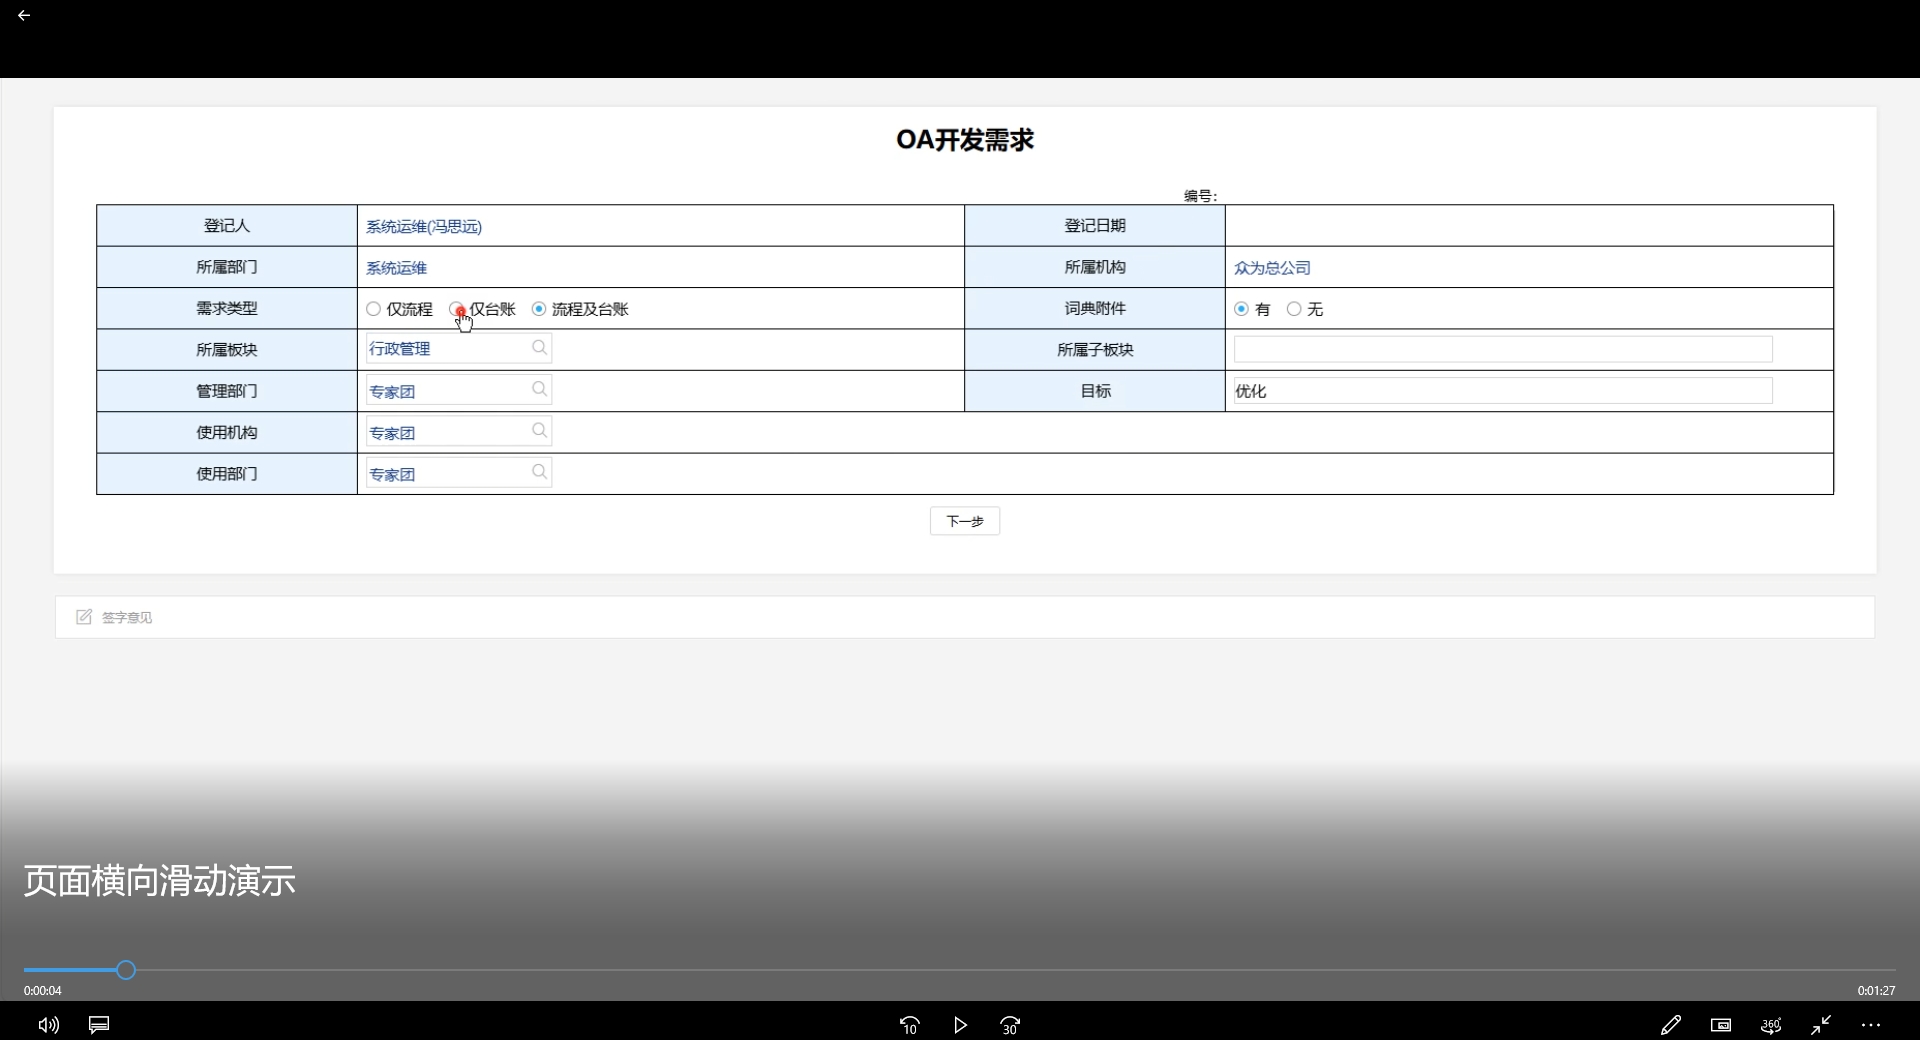 OA开发需求
编号：
登记人 系统运维(冯思远) 登记日期
所属部门 系统运维 所属机构 众为总公司
需求类型 仅流程 仅台账 流程及台账 词典附件 有 无
所属板块 行政管理 所属子板块
管理部门 专家团 目标 优化
使用机构 专家团
使用部门 专家团
下一步
签字意见
页面横向滑动演示
0:00:04 0:01:27
10 30 360°